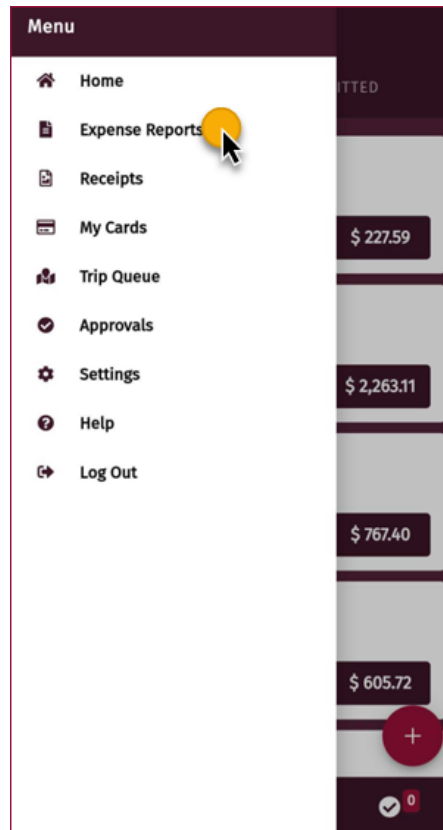 Menu
Home
ITTED
Expense Reports
Receipts
My Cards
$ 227.59
Trip Queue
Approvals
Settings
$ 2,263.11
Help
Log Out
$ 767.40
$ 605.72
+
0